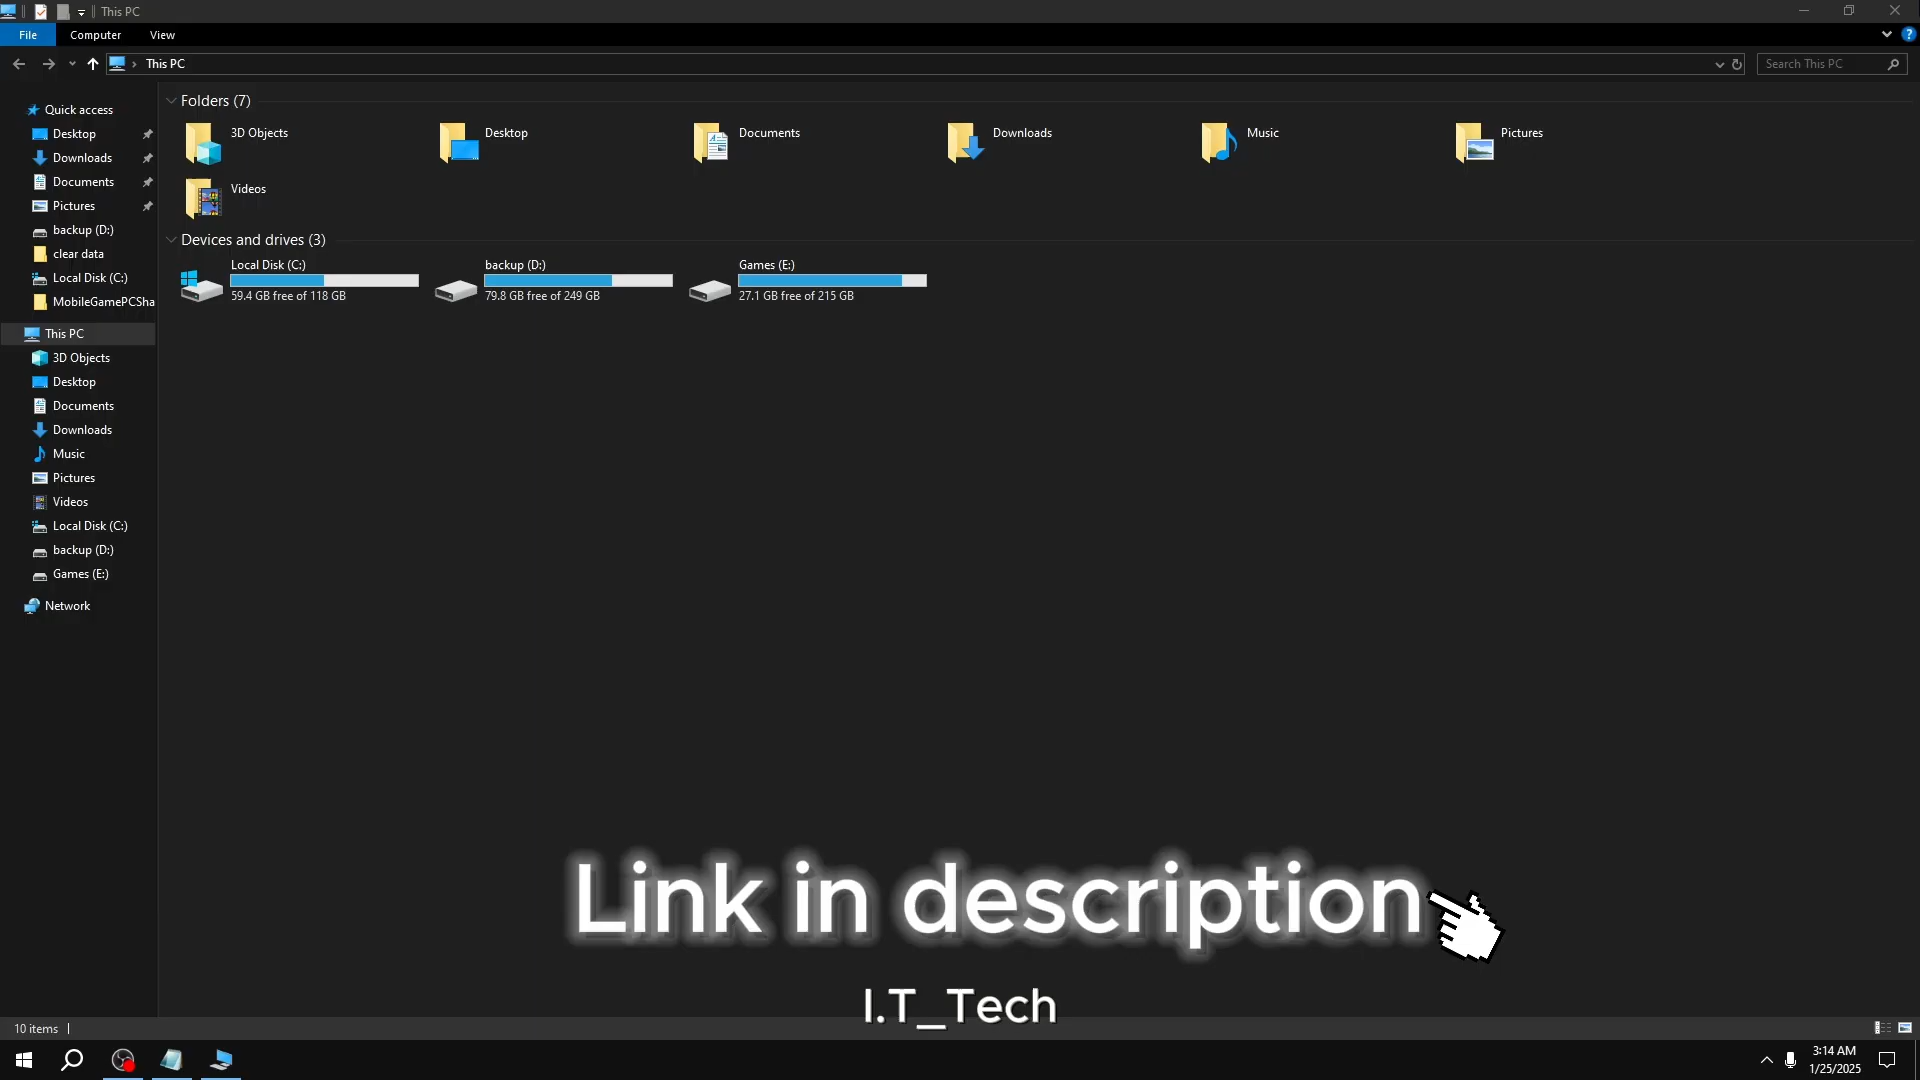 This PC
File
Computer
View
This PC
Search This PC
Quick access
Desktop
Downloads
Documents
Pictures
backup (D:)
clear data
Local Disk (C:)
MobileGamePCSha
This PC
3D Objects
Desktop
Documents
Downloads
Music
Pictures
Videos
Local Disk (C:)
backup (D:)
Games (E:)
Network
Folders (7)
3D Objects
Desktop
Documents
Downloads
Music
Pictures
Videos
Devices and drives (3)
Local Disk (C:)
59.4 GB free of 118 GB
backup (D:)
79.8 GB free of 249 GB
Games (E:)
27.1 GB free of 215 GB
Link in description
I.T_Tech
10 items
3:14 AM
1/25/2025